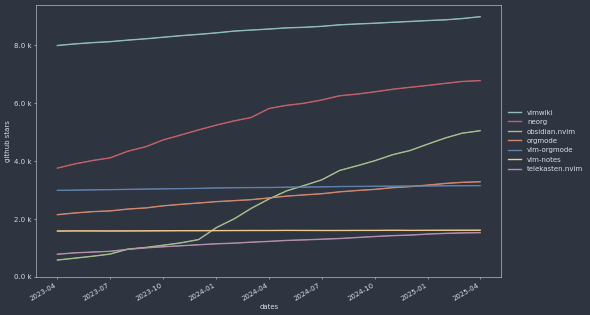 github stars
8.0 k
6.0 k
4.0 k
2.0 k
0.0 k
2023-04
2023-07
2023-10
2024-01
2024-04
2024-07
2024-10
2025-01
2025-04
dates
vimwiki
neorg
obsidian.nvim
orgmode
vim-orgmode
vim-notes
telekasten.nvim